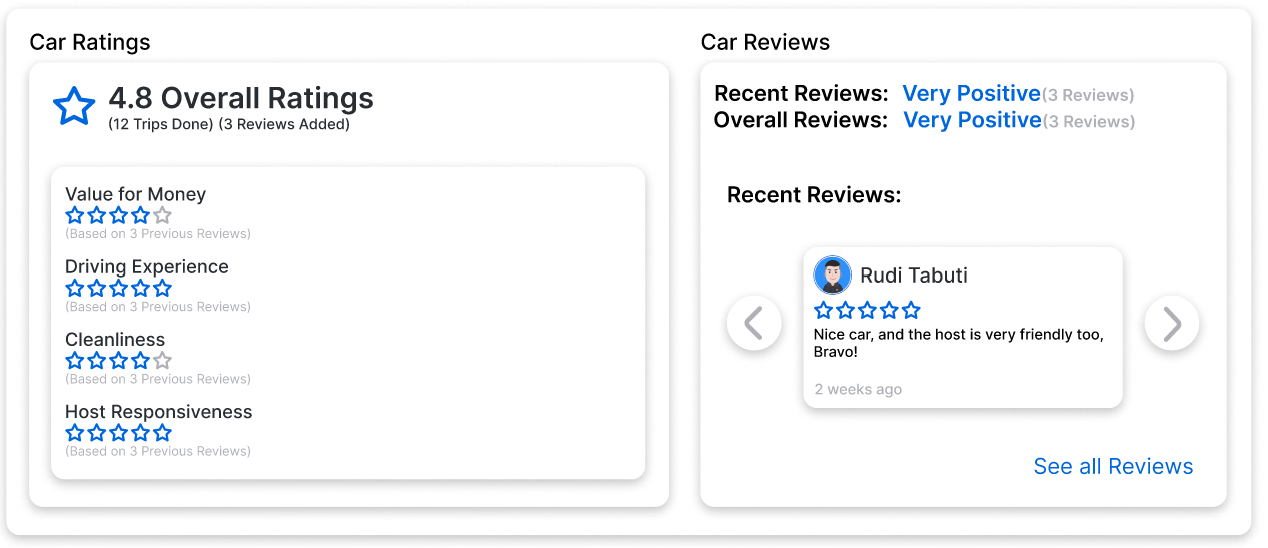 Car Ratings
4.8 Overall Ratings
(12 Trips Done) (3 Reviews Added)
Value for Money
(Based on 3 Previous Reviews)
Driving Experience
(Based on 3 Previous Reviews)
Cleanliness
(Based on 3 Previous Reviews)
Host Responsiveness
(Based on 3 Previous Reviews)
Car Reviews
Recent Reviews: Very Positive(3 Reviews)
Overall Reviews: Very Positive(3 Reviews)
Recent Reviews:
Rudi Tabuti
Nice car, and the host is very friendly too,
Bravo!
2 weeks ago
See all Reviews